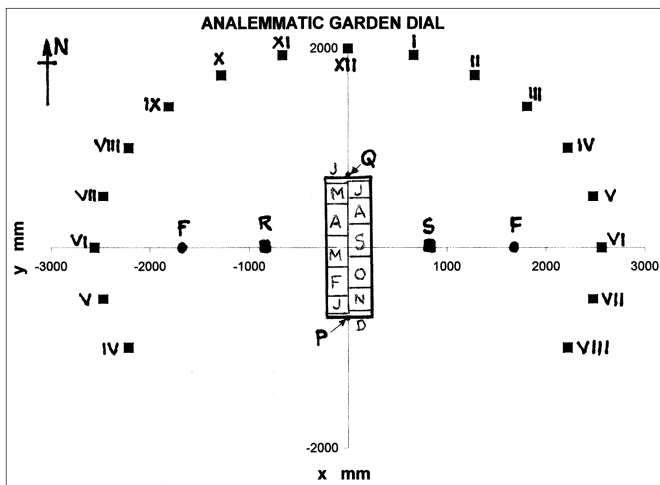 ANALEMMATIC GARDEN DIAL
N
2000
XI
XII
I
X
II
IX
III
VIII
J
Q
IV
VII
M
J
V
A
A
VI
F
R
S
S
F
VI
-3000
-2000
-1000
M
O
1000
2000
3000
F
V
J
N
VII
IV
P
D
VIII
-2000
y mm
x mm